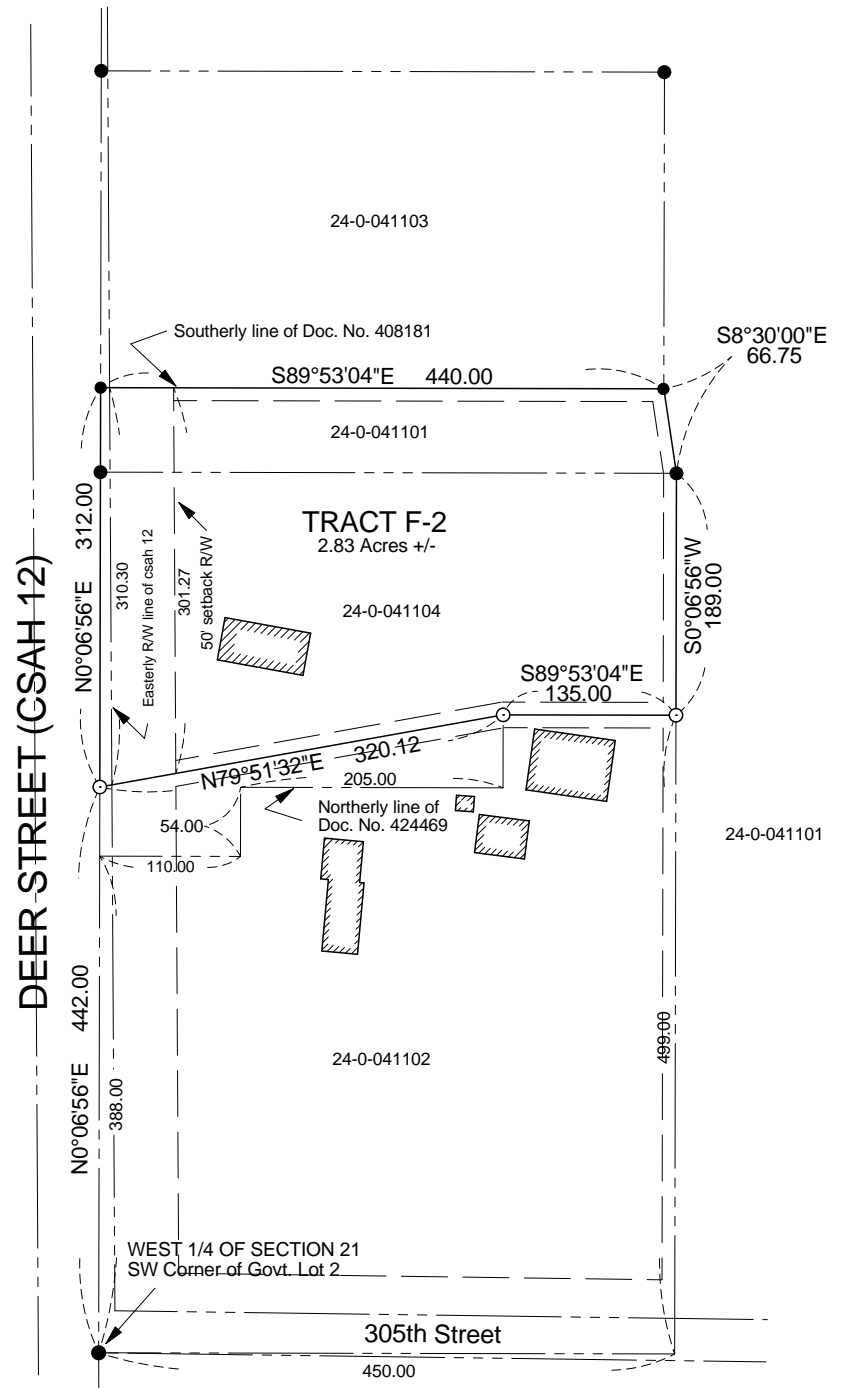 24-0-041103
Southerly line of Doc. No. 408181
S8°30'00"E
66.75
S89°53'04"E 440.00
24-0-041101
TRACT F-2
2.83 Acres +/-
24-0-041104
N0°06'56"E 312.00
310.30
Easterly R/W line of csah 12
301.27
50' setback R/W
S0°06'56"W
189.00
S89°53'04"E
135.00
N79°51'32"E 320.12
205.00
Northerly line of
Doc. No. 424469
54.00
110.00
24-0-041101
DEER STREET (CSAH 12)
N0°06'56"E 442.00
388.00
24-0-041102
499.00
WEST 1/4 OF SECTION 21
SW Corner of Govt. Lot 2
305th Street
450.00